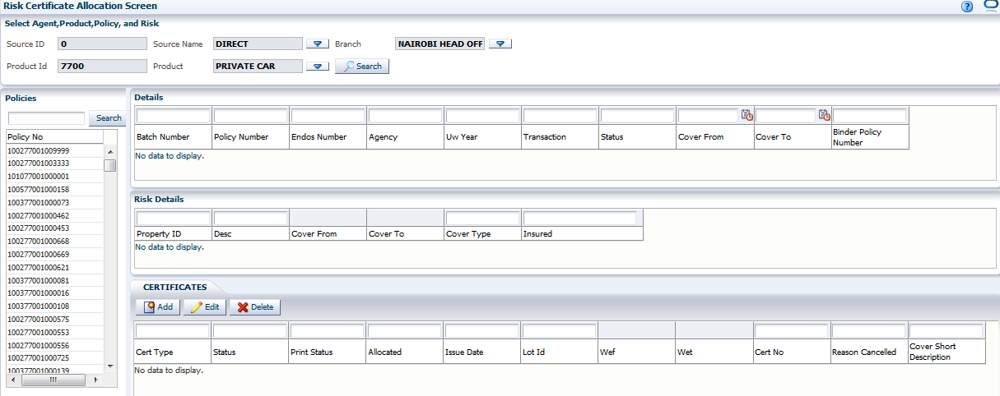 Risk Certificate Allocation Screen
Select Agent,Product,Policy, and Risk
Source ID 0 Source Name DIRECT Branch NAIROBI HEAD OFF
Product Id 7700 Product PRIVATE CAR Search
Policies
Search
Policy No
100277001009999
100277001003333
101077001000001
100577001000158
100377001000073
100277001000462
100277001000453
100277001000668
100277001000669
100277001000621
100377001000081
100377001000016
100377001000108
100277001000575
100277001000553
100277001000556
100277001000725
100377001000139
Details
Batch Number Policy Number Endos Number Agency Uw Year Transaction Status Cover From Cover To Binder Policy Number
No data to display.
Risk Details
Property ID Desc Cover From Cover To Cover Type Insured
No data to display.
CERTIFICATES
Add Edit Delete
Cert Type Status Print Status Allocated Issue Date Lot Id Wef Wet Cert No Reason Cancelled Cover Short Description
No data to display.